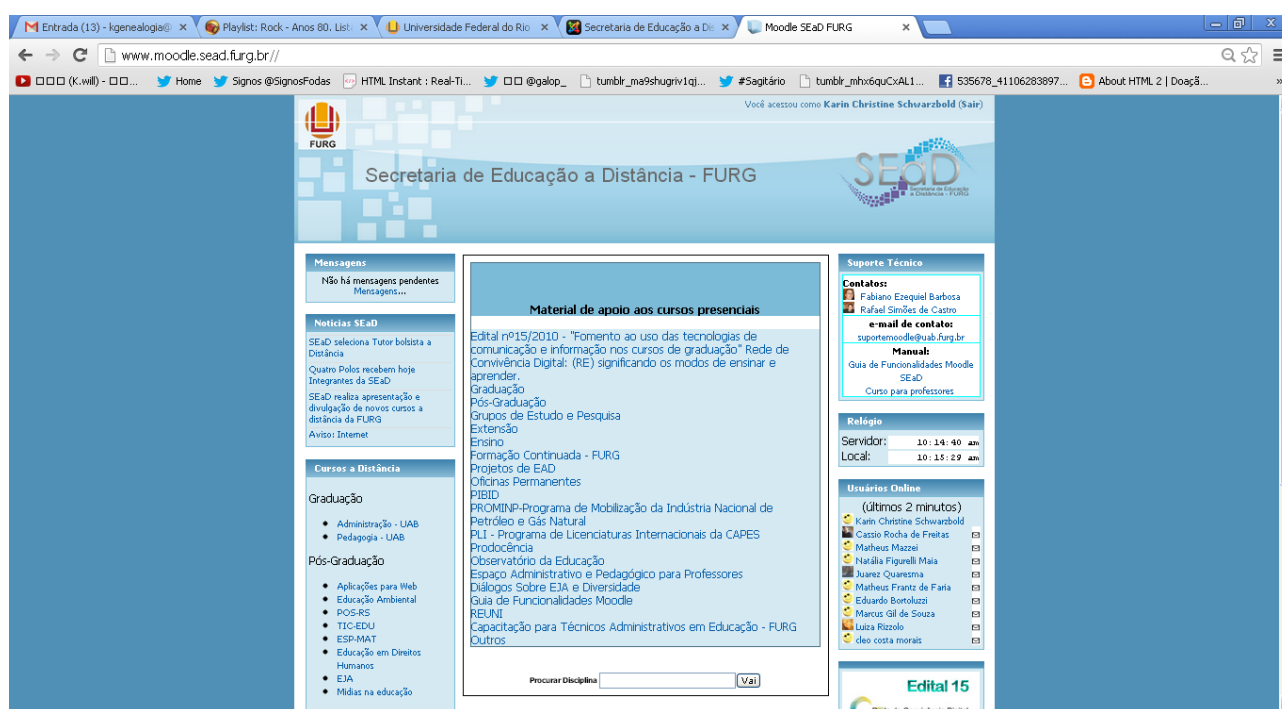 Entrada (13) - kgenealogia@
Playlist: Rock - Anos 80. List
Universidade Federal do Rio
Secretaria de Educação a Dis
Moodle SEaD FURG
www.moodle.sead.furg.br//
(K.will) -
Home
Signos @SignosFodas
HTML Instant : Real-Ti...
@galop_
tumblr_ma9shugriv1qj...
#Sagitário
tumblr_mhx6quCxAL1...
535678_41106283897...
About HTML 2 | Doaçã...
Você acessou como Karin Christine Schwarzbold (Sair)
FURG
Secretaria de Educação a Distância - FURG
SEaD
Secretaria de Educação
a Distância - FURG
Mensagens
Não há mensagens pendentes
Mensagens...
Noticias SEaD
SEaD seleciona Tutor bolsista a
Distância
Quatro Polos recebem hoje
Integrantes da SEaD
SEaD realiza apresentação e
divulgação de novos cursos a
distância da FURG
Aviso: Internet
Cursos a Distância
Graduação
Administração - UAB
Pedagogia - UAB
Pós-Graduação
Aplicações para Web
Educação Ambiental
POS-RS
TIC-EDU
ESP-MAT
Educação em Direitos
Humanos
EJA
Mídias na educação
Material de apoio aos cursos presenciais
Edital nº15/2010 - "Fomento ao uso das tecnologias de
comunicação e informação nos cursos de graduação" Rede de
Convivência Digital: (RE) significando os modos de ensinar e
aprender.
Graduação
Pós-Graduação
Grupos de Estudo e Pesquisa
Extensão
Ensino
Formação Continuada - FURG
Projetos de EAD
Oficinas Permanentes
PIBID
PROMINP-Programa de Mobilização da Indústria Nacional de
Petróleo e Gás Natural
PLI - Programa de Licenciaturas Internacionais da CAPES
Prodocência
Observatório da Educação
Espaço Administrativo e Pedagógico para Professores
Diálogos Sobre EJA e Diversidade
Guia de Funcionalidades Moodle
REUNI
Capacitação para Técnicos Administrativos em Educação - FURG
Outros
Procurar Disciplina
Vai
Suporte Técnico
Contatos:
Fabiano Ezequiel Barbosa
Rafael Simões de Castro
e-mail de contato:
suportemoodle@uab.furg.br
Manual:
Guia de Funcionalidades Moodle
SEaD
Curso para professores
Relógio
Servidor: 10:14:40 am
Local: 10:15:29 am
Usuários Online
(últimos 2 minutos)
Karin Christine Schwarzbold
Cassio Rocha de Freitas
Matheus Mazzei
Natália Figurelli Maia
Juarez Quaresma
Matheus Frantz de Faria
Eduardo Bortoluzzi
Marcus Gil de Souza
Luiza Rizzolo
cleo costa morais
Edital 15